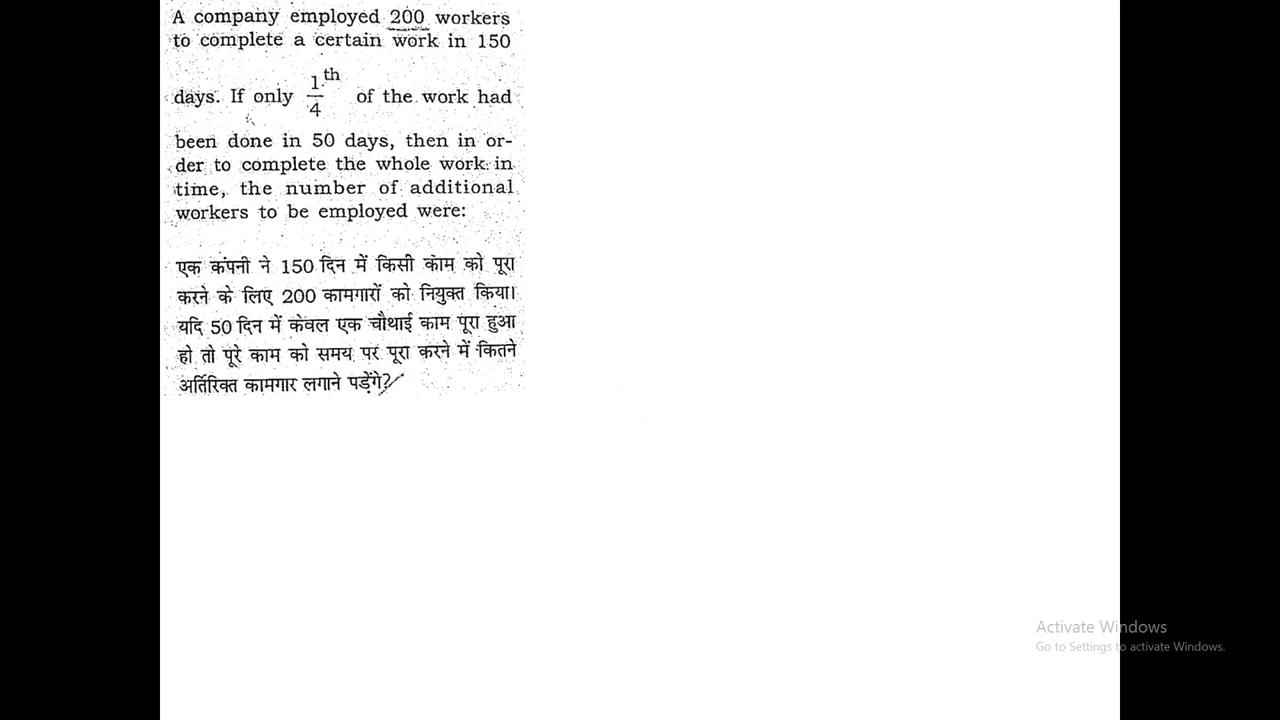 A company employed 200 workers
to complete a certain work in 150
days. If only 1/4 th of the work had
been done in 50 days, then in or-
der to complete the whole work in
time, the number of additional
workers to be employed were:
एक कंपनी ने 150 दिन में किसी काम को पूरा
करने के लिए 200 कामगारों को नियुक्त किया।
यदि 50 दिन में केवल एक चौथाई काम पूरा हुआ
हो तो पूरे काम को समय पर पूरा करने में कितने
अतिरिक्त कामगार लगाने पड़ेंगे?
Activate Windows
Go to Settings to activate Windows.